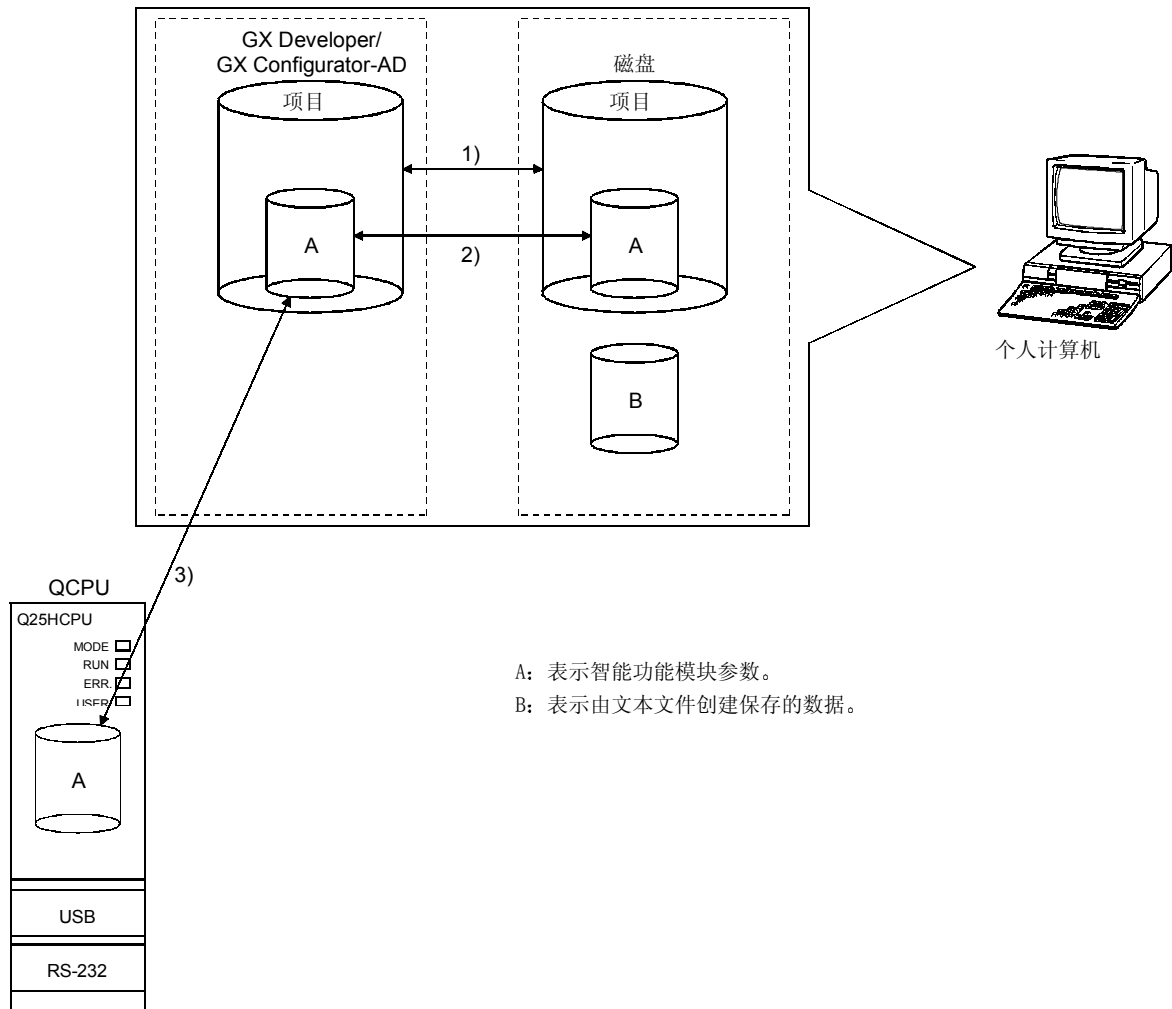 GX Developer/
GX Configurator-AD
项目
A
磁盘
项目
A
B
1)
2)
个人计算机
3)
QCPU
Q25HCPU
MODE
RUN
ERR.
USER
A
USB
RS-232
A：表示智能功能模块参数。
B：表示由文本文件创建保存的数据。